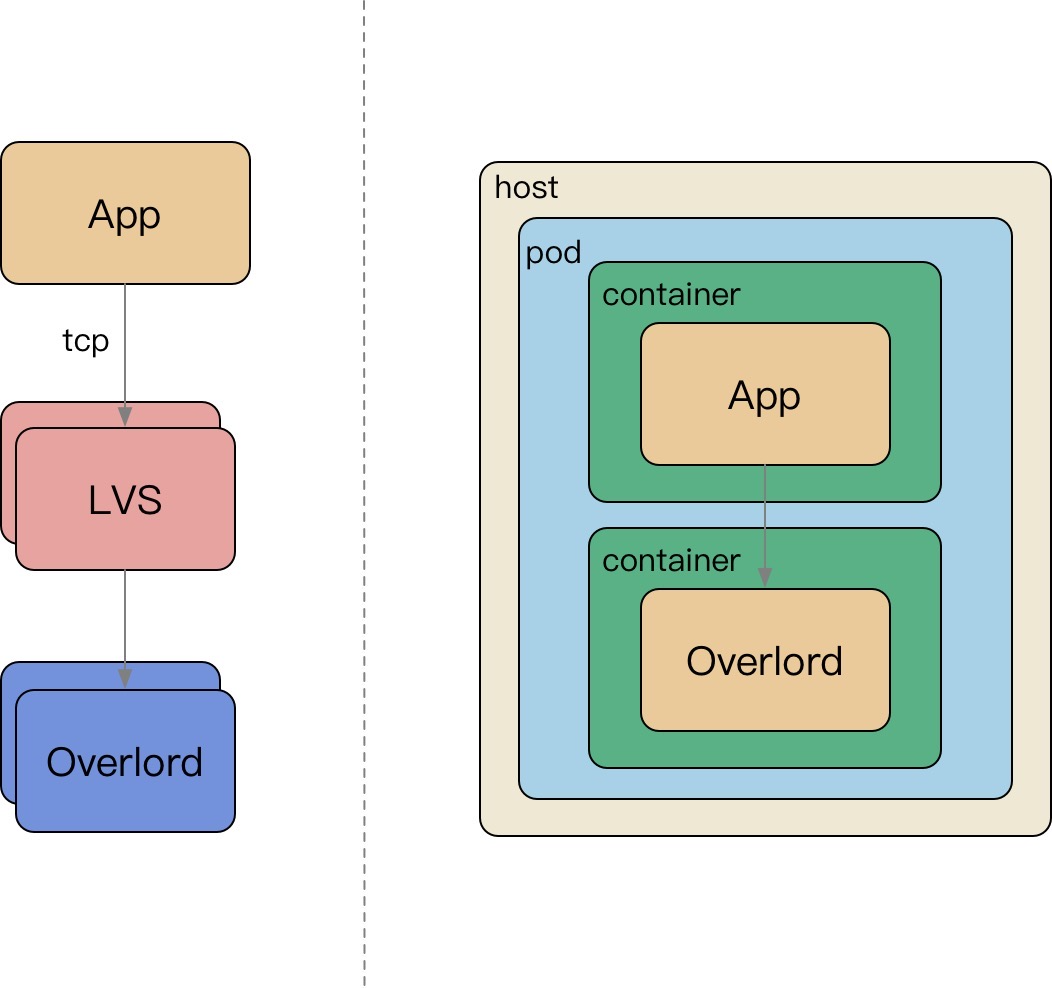 App
tcp
LVS
Overlord
host
pod
container
App
container
Overlord